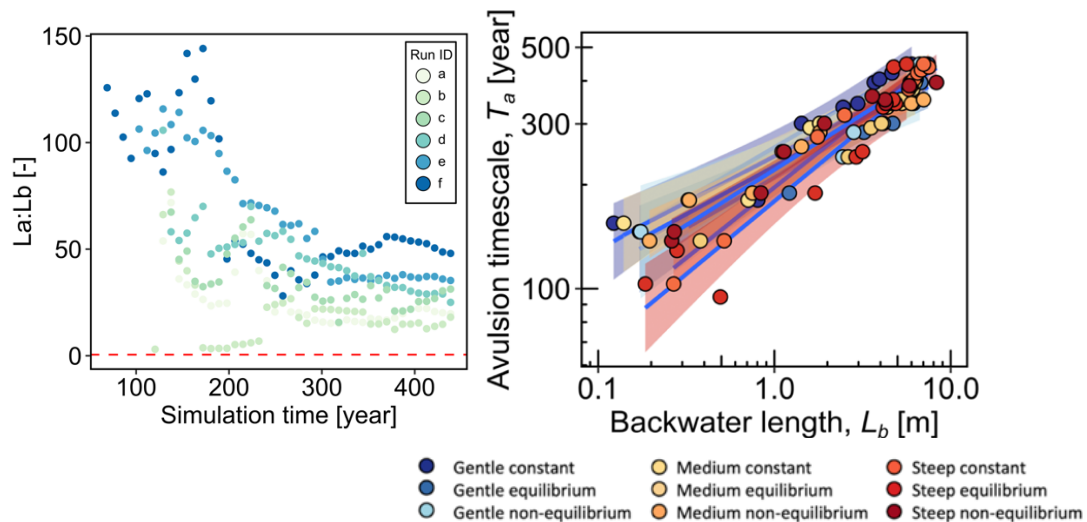 150
100
50
0
La:Lb [-]
Run ID
a
b
c
d
e
f
100
200
300
400
Simulation time [year]
500
300
100
Avulsion timescale, Ta [year]
0.1
1.0
10.0
Backwater length, Lb [m]
Gentle constant
Gentle equilibrium
Gentle non-equilibrium
Medium constant
Medium equilibrium
Medium non-equilibrium
Steep constant
Steep equilibrium
Steep non-equilibrium